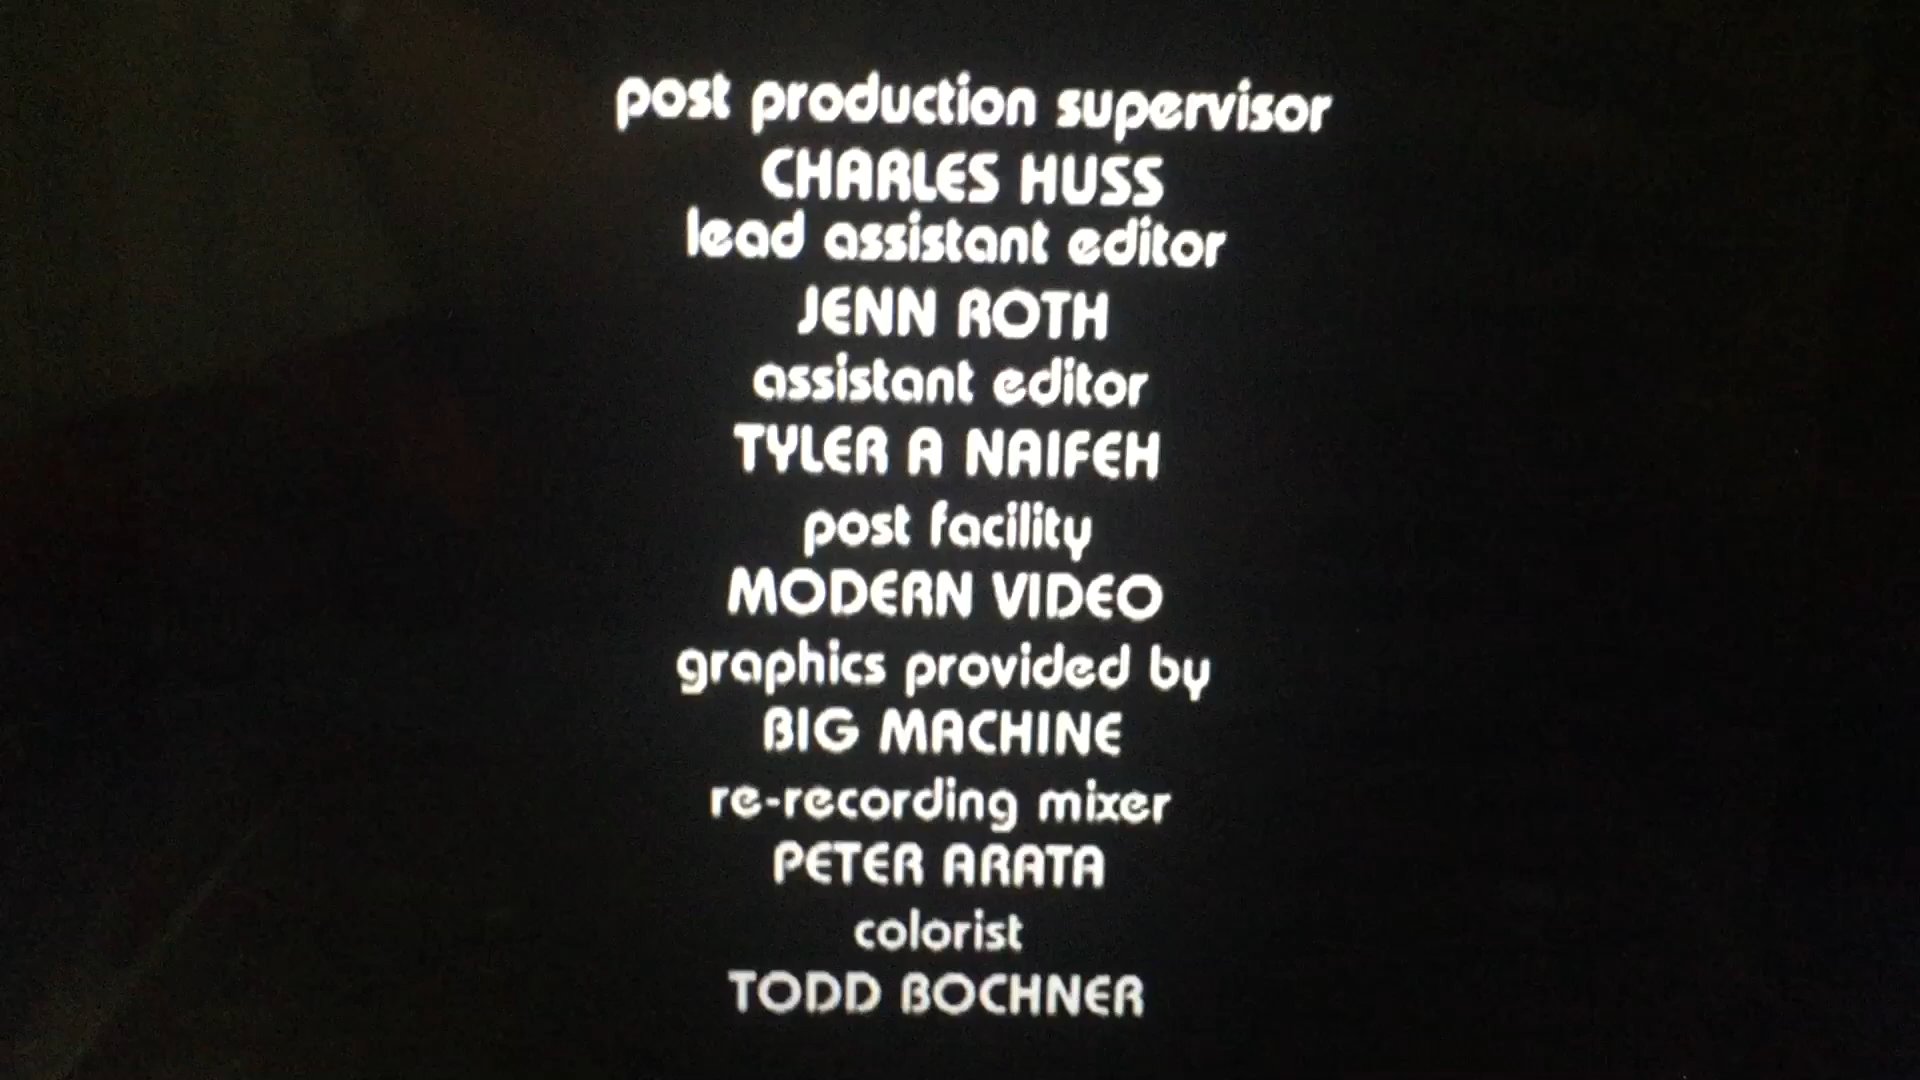 post production supervisor
CHARLES HUSS
lead assistant editor
JENN ROTH
assistant editor
TYLER A NAIFEH
post facility
MODERN VIDEO
graphics provided by
BIG MACHINE
re-recording mixer
PETER ARATA
colorist
TODD BOCHNER